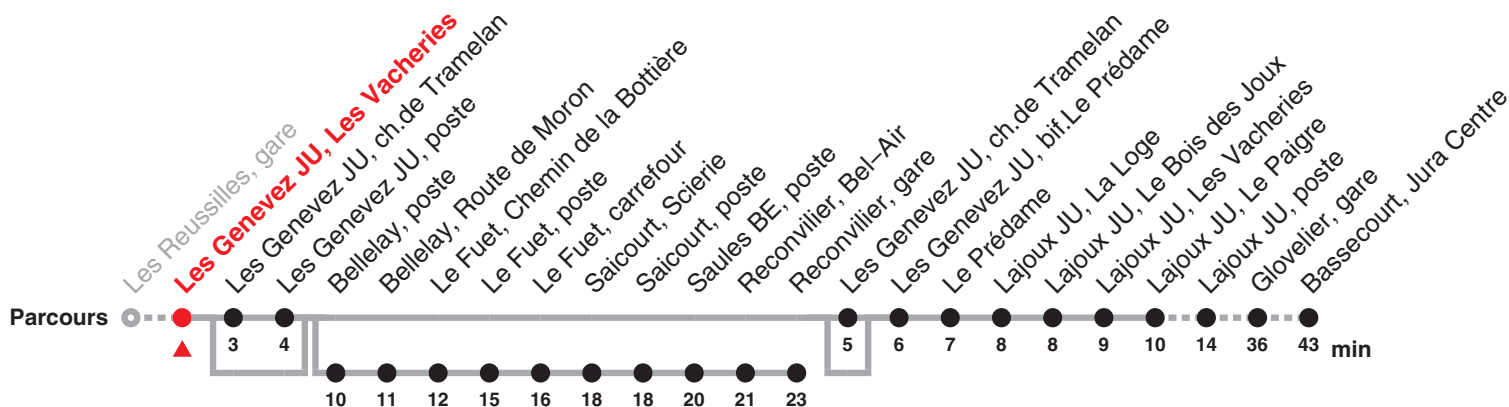 Les Reussilles, gare
Les Genevez JU, Les Vacheries
Les Genevez JU, ch.de Tramelan
Les Genevez JU, poste
Bellelay, poste
Bellelay, Route de Moron
Le Fuet, Chemin de la Bottière
Le Fuet, poste
Le Fuet, carrefour
Saicourt, Scierie
Saicourt, poste
Saules BE, poste
Reconvilier, Bel–Air
Reconvilier, gare
Les Genevez JU, ch.de Tramelan
Les Genevez JU, bif.Le Prédame
Le Prédame
Lajoux JU, La Loge
Lajoux JU, Le Bois des Joux
Lajoux JU, Les Vacheries
Lajoux JU, Le Paigre
Lajoux JU, poste
Glovelier, gare
Bassecourt, Jura Centre
Parcours
3 4 5 6 7 8 8 9 10 14 36 43 min
10 11 12 15 16 18 18 20 21 23